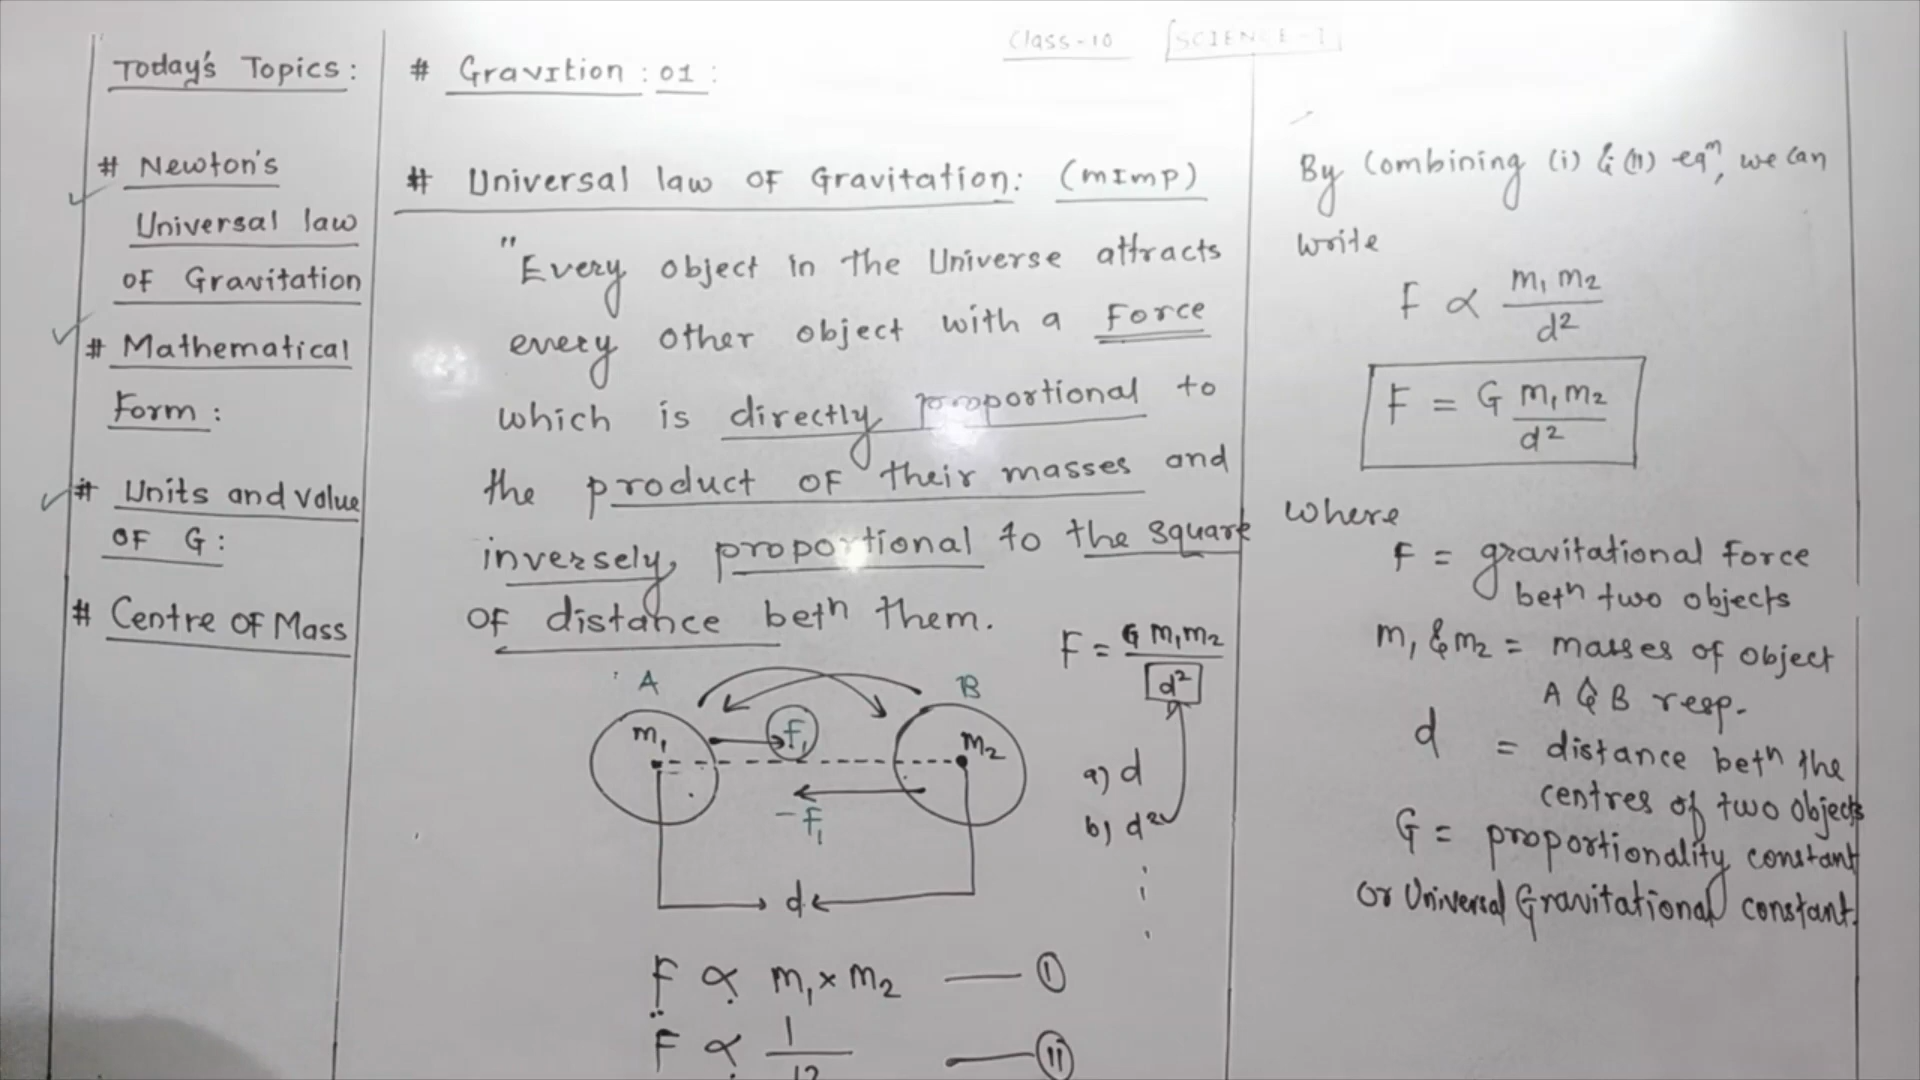 Class-10 SCIENCE-I
Today's Topics:
# Newton's
Universal law
of Gravitation
# Mathematical
Form:
# Units and value
of G:
# Centre of Mass
# Gravition: 01:
# Universal law of Gravitation: (mImp)
"Every object in the Universe attracts
every other object with a Force
which is directly proportional to
the product of their masses and
inversely proportional to the square
of distance betn them.
F = G m₁m₂ / d²
A B
m₁ f₁ m₂
-f₁
a) d
b) d²
d
F ∝ m₁ × m₂ — (I)
F ∝ 1 / d² — (II)
By Combining (i) & (ii) eqⁿ, we can
write
F ∝ m₁ m₂ / d²
F = G m₁m₂ / d²
where
F = gravitational force
betn two objects
m₁ & m₂ = masses of object
A & B resp.
d = distance betn the
centres of two objects
G = proportionality constant
or Universal Gravitational constant.